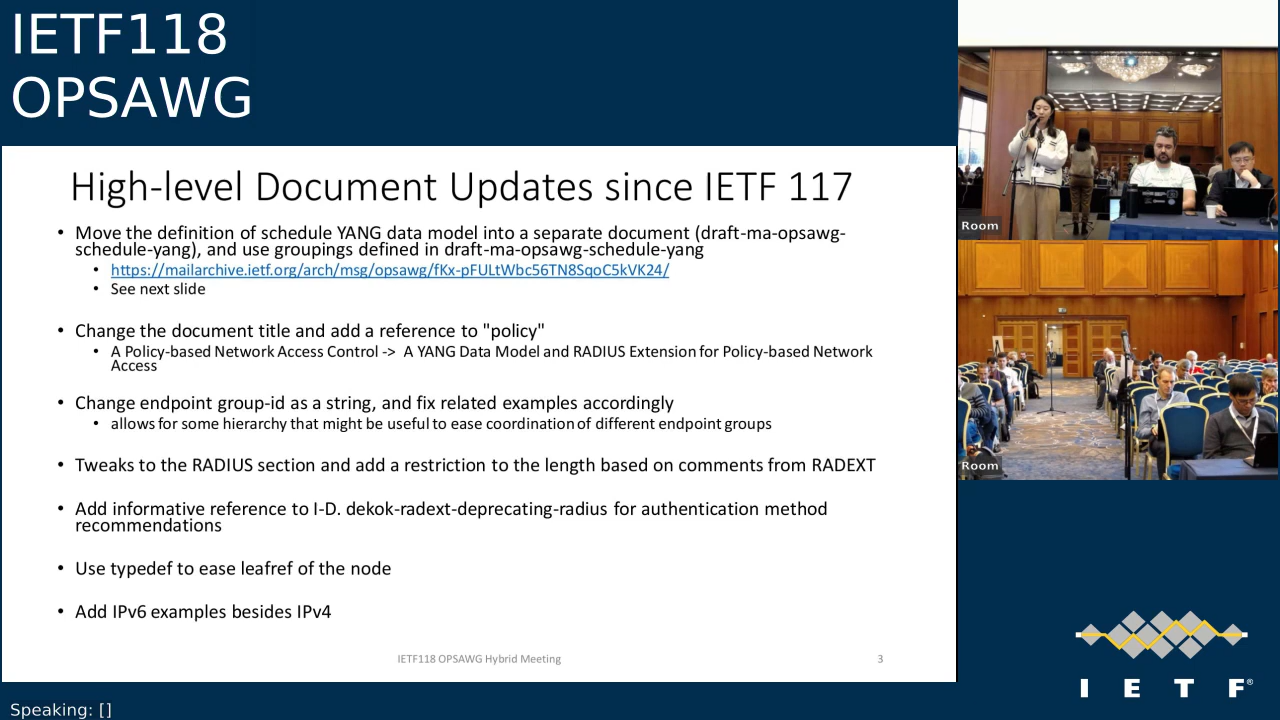 IETF118
OPSAWG
High-level Document Updates since IETF 117
• Move the definition of schedule YANG data model into a separate document (draft-ma-opsawg-
schedule-yang), and use groupings defined in draft-ma-opsawg-schedule-yang
• https://mailarchive.ietf.org/arch/msg/opsawg/fKx-pFULtWbc56TN8SqoC5kVK24/
• See next slide
• Change the document title and add a reference to "policy"
• A Policy-based Network Access Control -> A YANG Data Model and RADIUS Extension for Policy-based Network
Access
• Change endpoint group-id as a string, and fix related examples accordingly
• allows for some hierarchy that might be useful to ease coordination of different endpoint groups
• Tweaks to the RADIUS section and add a restriction to the length based on comments from RADEXT
• Add informative reference to I-D. dekok-radext-deprecating-radius for authentication method
recommendations
• Use typedef to ease leafref of the node
• Add IPv6 examples besides IPv4
IETF118 OPSAWG Hybrid Meeting
3
Room
Room
I E T F®
Speaking: []